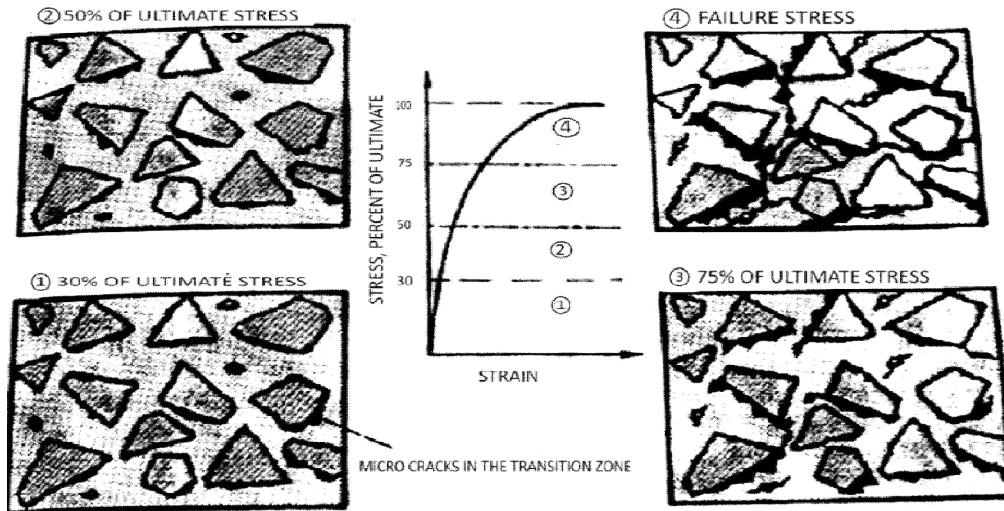 ② 50% OF ULTIMATE STRESS
④ FAILURE STRESS
STRESS, PERCENT OF ULTIMATE
100
75
50
30
④
③
②
①
STRAIN
① 30% OF ULTIMATE STRESS
③ 75% OF ULTIMATE STRESS
MICRO CRACKS IN THE TRANSITION ZONE